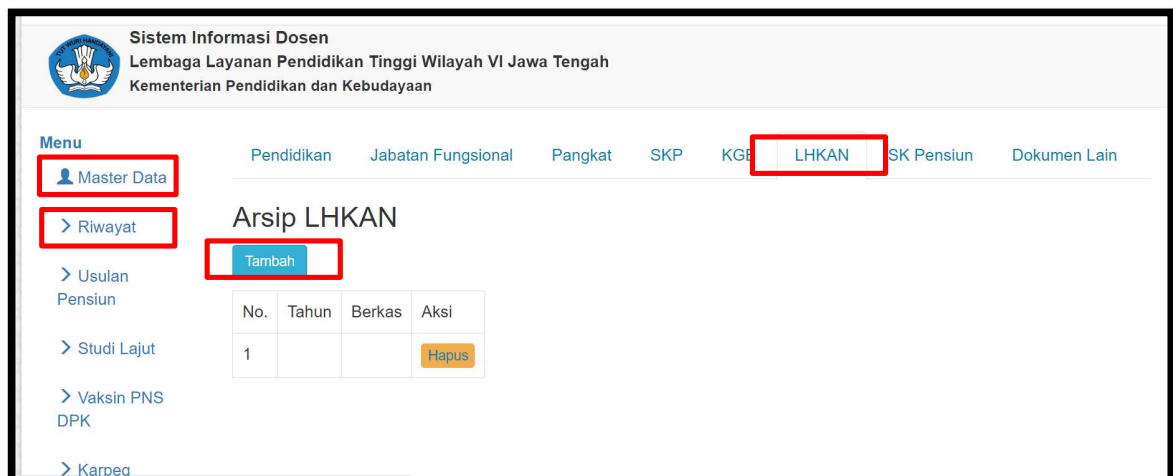 Sistem Informasi Dosen
Lembaga Layanan Pendidikan Tinggi Wilayah VI Jawa Tengah
Kementerian Pendidikan dan Kebudayaan
Menu
Master Data
Riwayat
Usulan
Pensiun
Studi Lajut
Vaksin PNS
DPK
Karpeg
Pendidikan Jabatan Fungsional Pangkat SKP KGB LHKAN SK Pensiun Dokumen Lain
Arsip LHKAN
Tambah
No. Tahun Berkas Aksi
1 Hapus